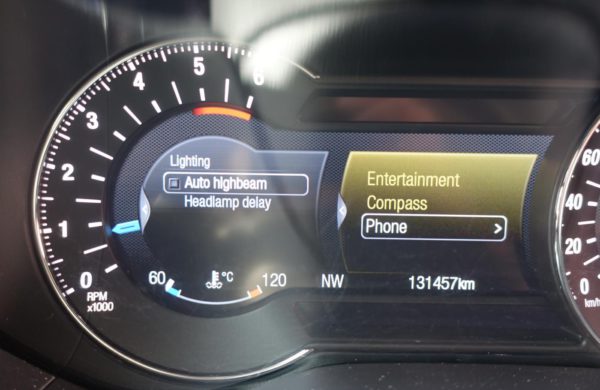 6
5
4
3
2
1
0
RPM
x1000
Lighting
Auto highbeam
Headlamp delay
60 °C 120
Entertainment
Compass
Phone >
NW 131457km
60
40
20
0
km/h